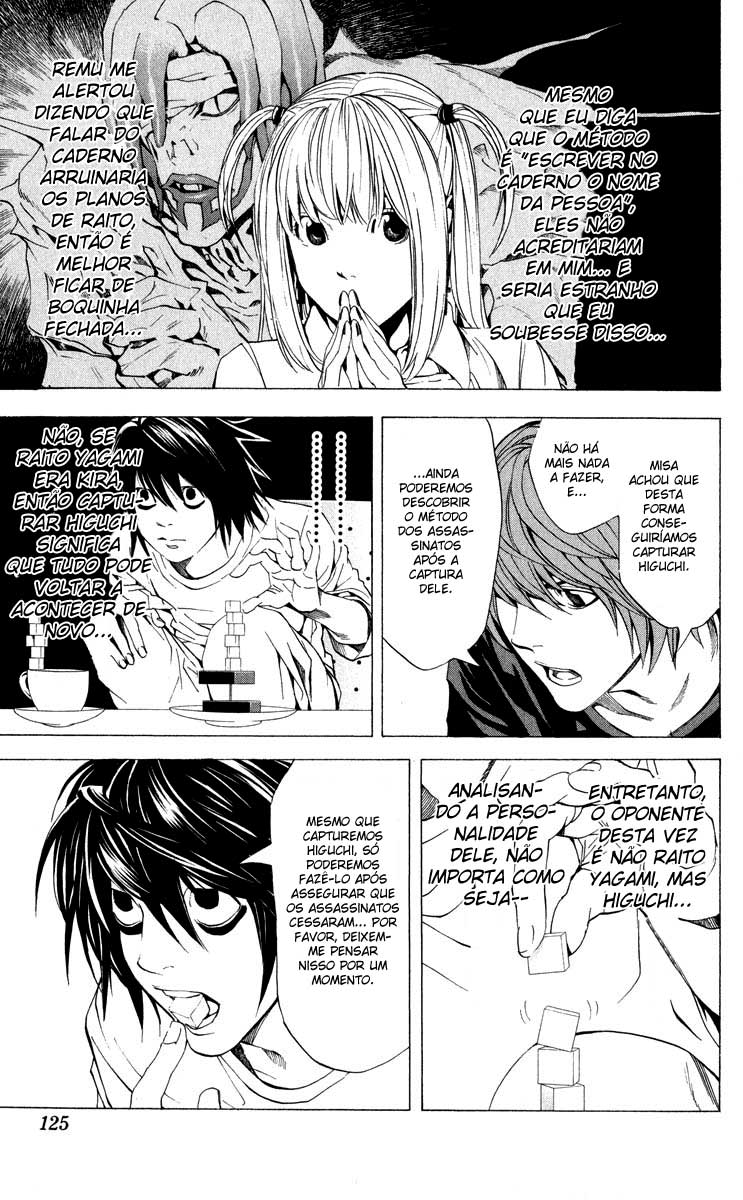 MESMO
QUE EU DIGA
QUE O MÉTODO
É "ESCREVER NO
CADERNO O NOME
DA PESSOA",
ELES NÃO
ACREDITARIAM
EM MIM... E
SERIA ESTRANHO
QUE EU
SOUBESSE DISSO...
REMU ME
ALERTOU
DIZENDO QUE
FALAR DO
CADERNO
ARRUINARIA
OS PLANOS
DE RAITO,
ENTÃO É
MELHOR
FICAR DE
BOQUINHA
FECHADA...
MISA
ACHOU QUE
DESTA
FORMA
CONSE-
GUIRÍAMOS
CAPTURAR
HIGUCHI.
NÃO HÁ
MAIS NADA
A FAZER,
E...
...AINDA
PODEREMOS
DESCOBRIR
O MÉTODO
DOS ASSAS-
SINATOS
APÓS A
CAPTURA
DELE.
NÃO, SE
RAITO YAGAMI
ERA KIRA,
ENTÃO CAPTU-
RAR HIGUCHI
SIGNIFICA
QUE TUDO PODE
VOLTAR A
ACONTECER DE
NOVO...
ENTRETANTO,
O OPONENTE
DESTA VEZ
É NÃO RAITO
YAGAMI, MAS
HIGUCHI...
ANALISAN-
DO A PERSO-
NALIDADE
DELE, NÃO
IMPORTA COMO
SEJA--
MESMO QUE
CAPTUREMOS
HIGUCHI, SÓ
PODEREMOS
FAZÊ-LO APÓS
ASSEGURAR QUE
OS ASSASSINATOS
CESSARAM... POR
FAVOR, DEIXEM-
ME PENSAR
NISSO POR UM
MOMENTO.
125